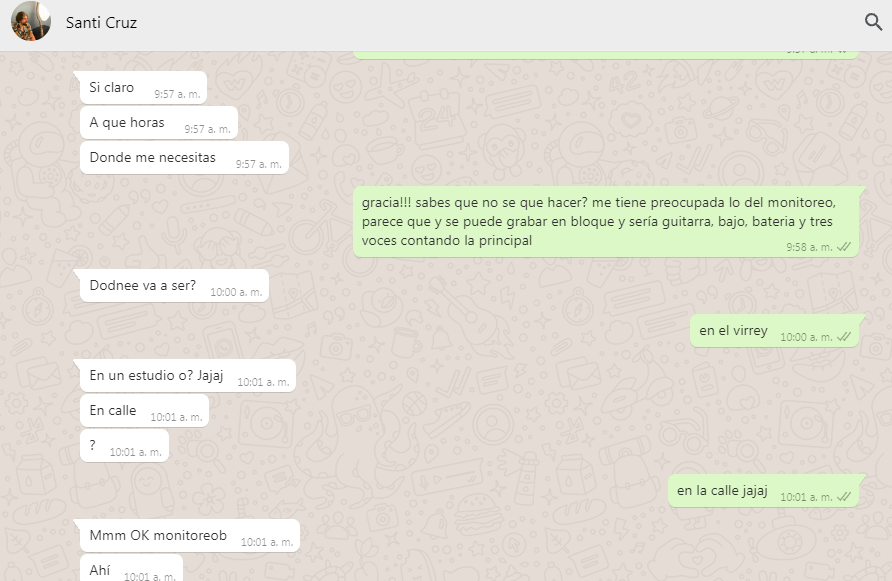 Santi Cruz
Si claro
9:57 a. m.
A que horas
9:57 a. m.
Donde me necesitas
9:57 a. m.
gracia!!! sabes que no se que hacer? me tiene preocupada lo del monitoreo,
parece que y se puede grabar en bloque y sería guitarra, bajo, bateria y tres
voces contando la principal
9:58 a. m.
Dodnee va a ser?
10:00 a. m.
en el virrey
10:00 a. m.
En un estudio o? Jajaj
10:01 a. m.
En calle
10:01 a. m.
?
10:01 a. m.
en la calle jajaj
10:01 a. m.
Mmm OK monitoreob
10:01 a. m.
Ahí
10:01 a. m.